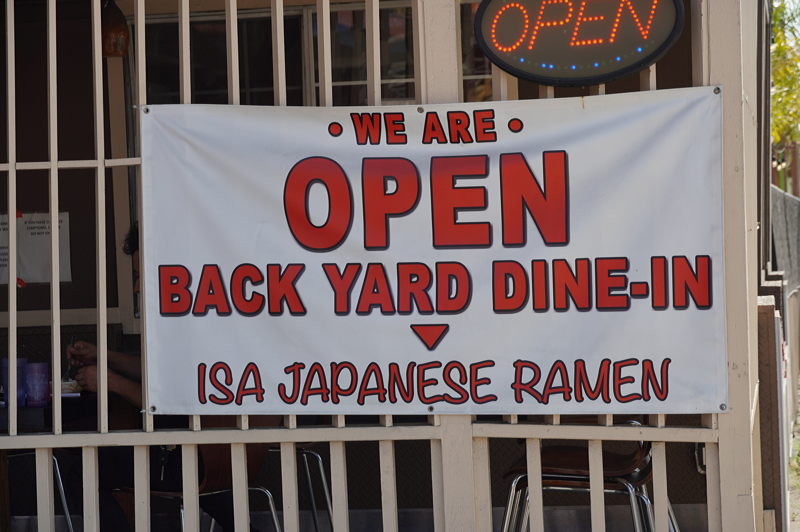 OPEN
• WE ARE •
OPEN
BACK YARD DINE-IN
ISA JAPANESE RAMEN